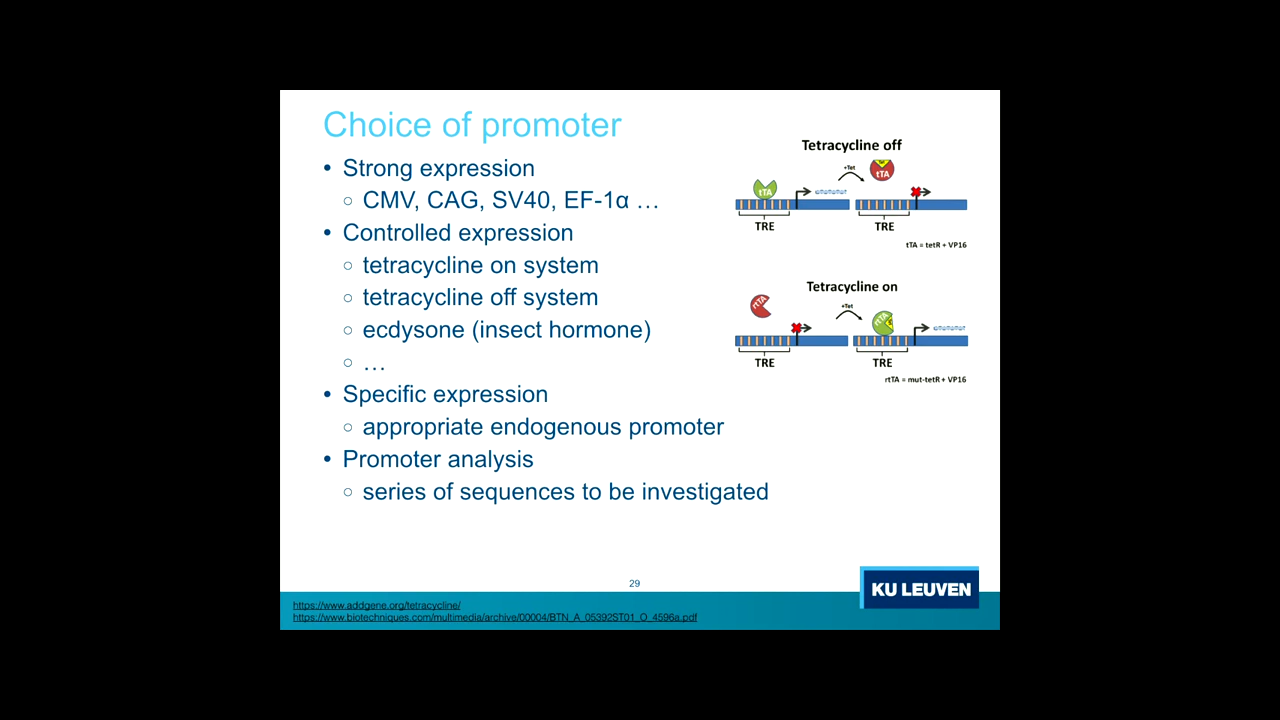 Choice of promoter
• Strong expression
○ CMV, CAG, SV40, EF-1α …
• Controlled expression
○ tetracycline on system
○ tetracycline off system
○ ecdysone (insect hormone)
○ …
• Specific expression
○ appropriate endogenous promoter
• Promoter analysis
○ series of sequences to be investigated
Tetracycline off
+Tet
tTA
tTA
TRE
TRE
tTA = tetR + VP16
Tetracycline on
+Tet
rtTA
rtTA
TRE
TRE
rtTA = mut-tetR + VP16
29
KU LEUVEN
https://www.addgene.org/tetracycline/
https://www.biotechniques.com/multimedia/archive/00004/BTN_A_05392ST01_O_4596a.pdf